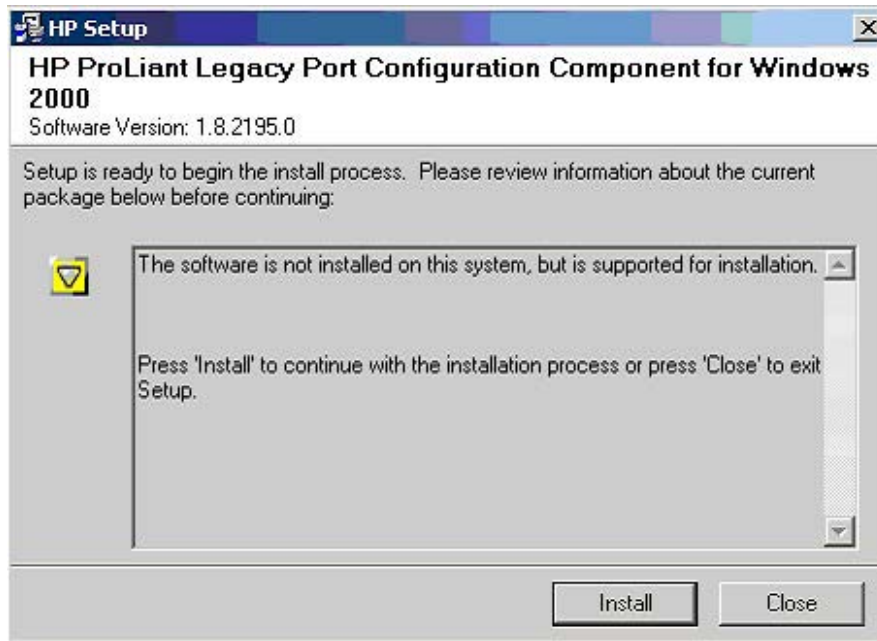 HP Setup
HP ProLiant Legacy Port Configuration Component for Windows
2000
Software Version: 1.8.2195.0
Setup is ready to begin the install process.  Please review information about the current
package below before continuing:
The software is not installed on this system, but is supported for installation.
Press 'Install' to continue with the installation process or press 'Close' to exit
Setup.
Install
Close